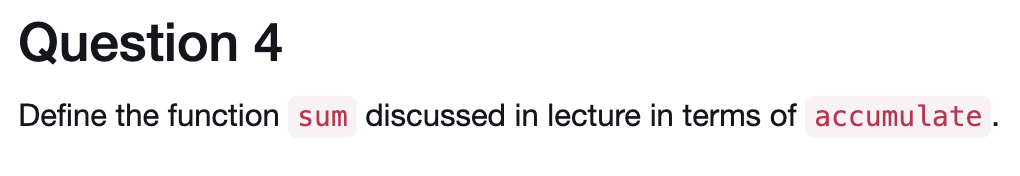 Question 4
Define the function sum discussed in lecture in terms of accumulate.